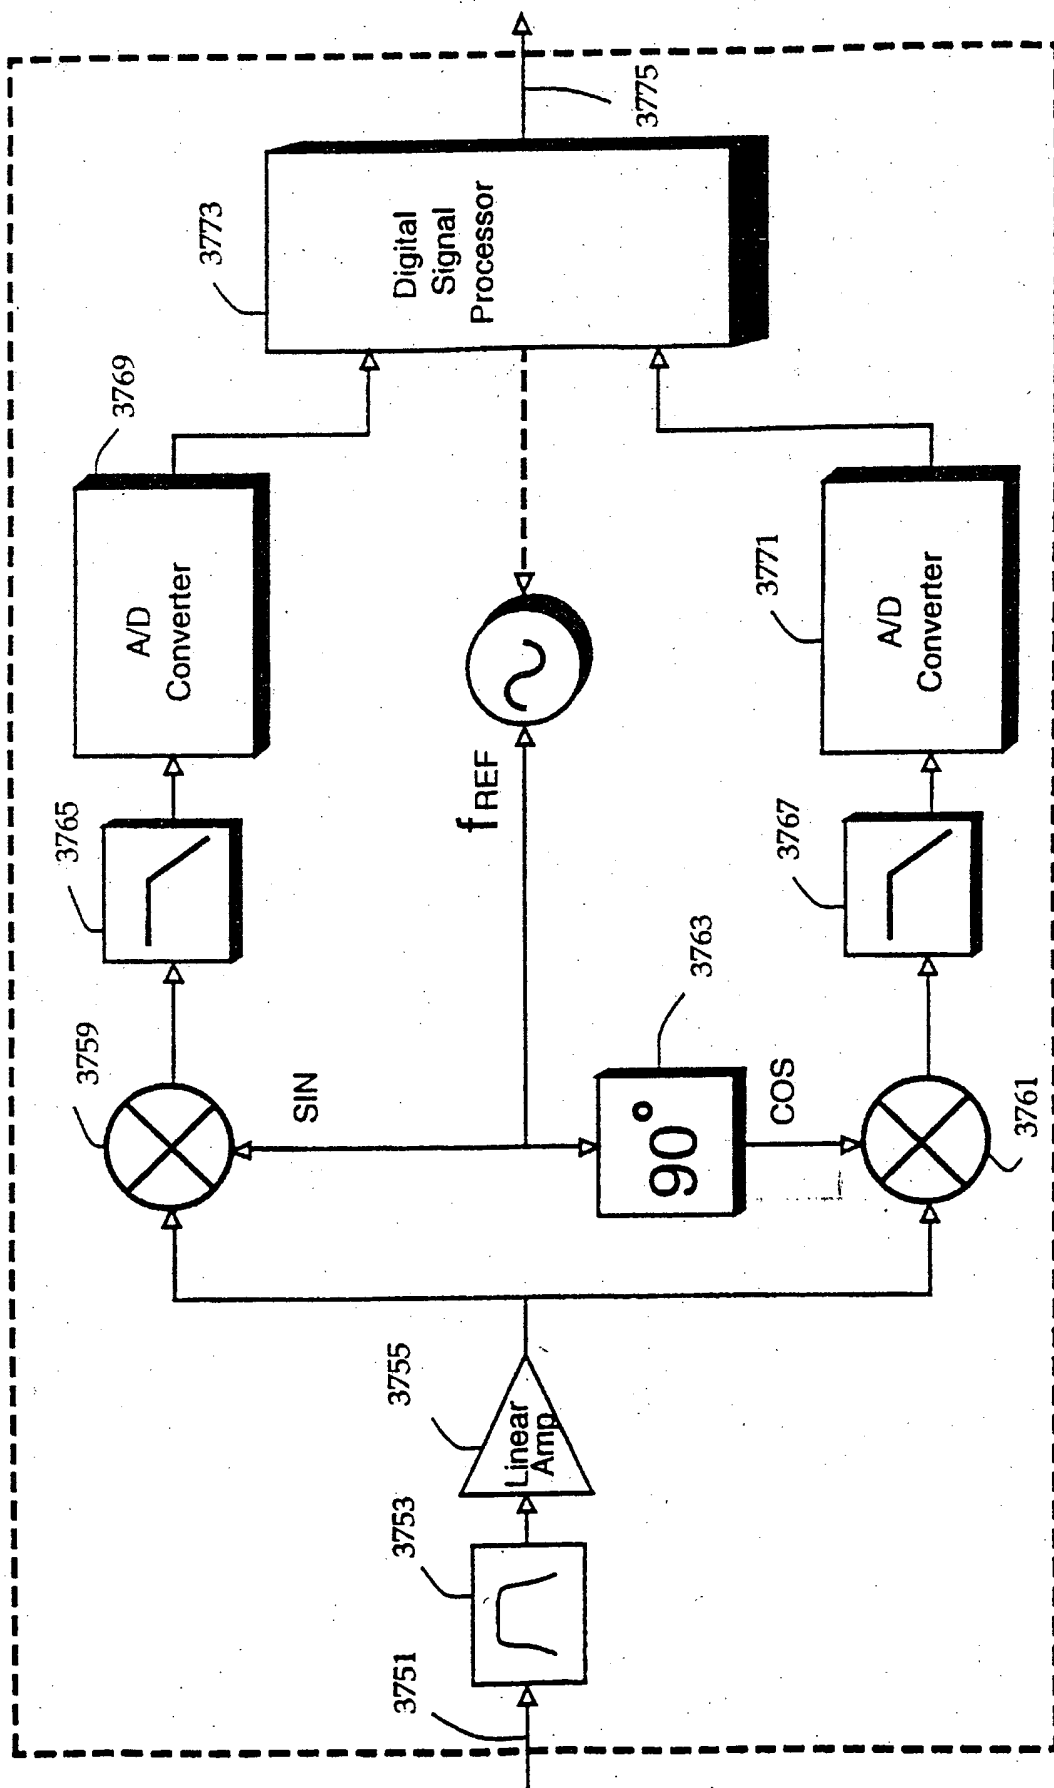 3751
3753
3755
Linear
Amp
3759
SIN
90°
3763
COS
3761
3765
fREF
3767
3769
A/D
Converter
3771
A/D
Converter
3773
Digital
Signal
Processor
3775